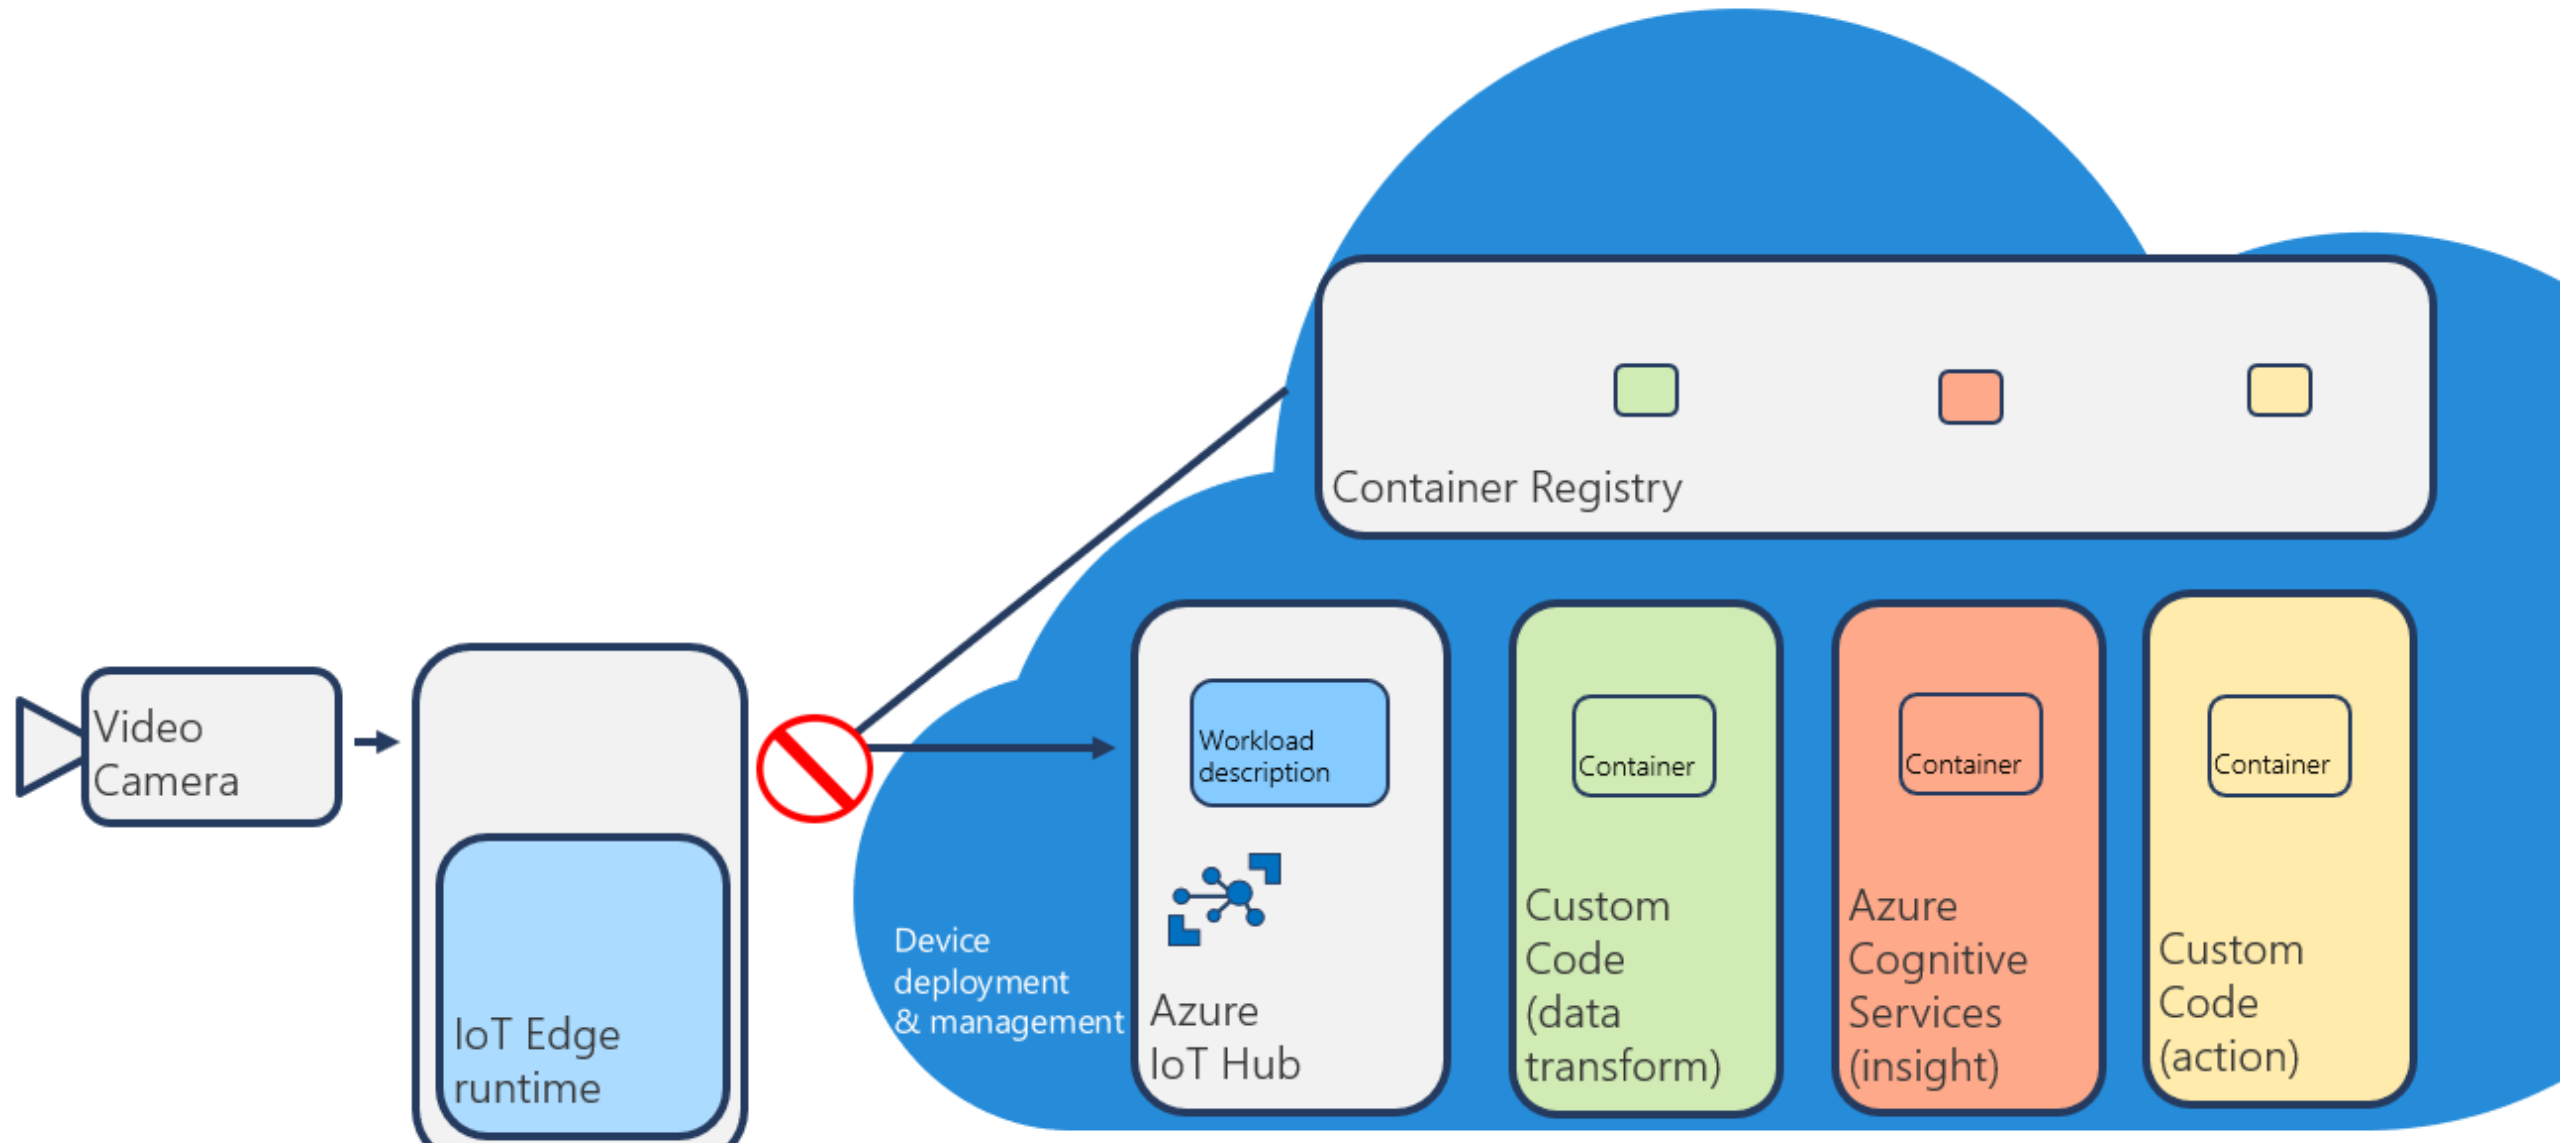 Container Registry
Video
Camera
Workload
description
Container
Container
Container
IoT Edge
runtime
Device
deployment
& management
Azure
IoT Hub
Custom
Code
(data
transform)
Azure
Cognitive
Services
(insight)
Custom
Code
(action)